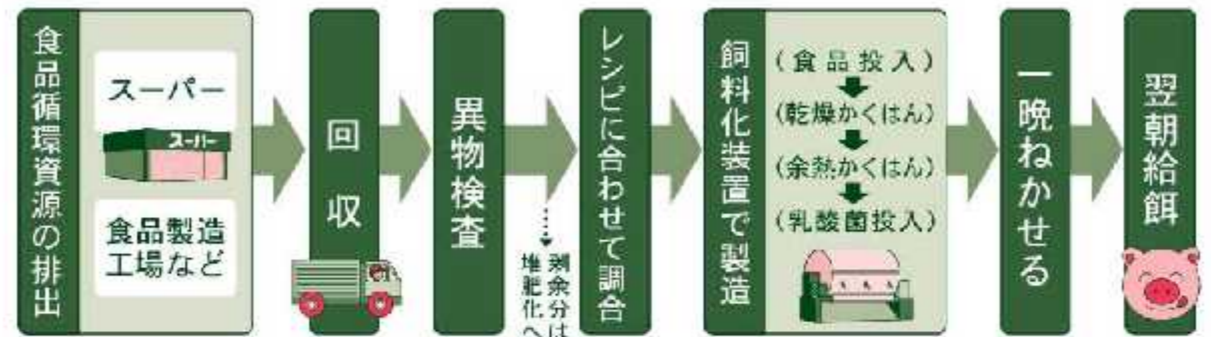 食品循環資源の排出
スーパー
スーパー
食品製造
工場など
回収
異物検査
剰余分は
堆肥化へ
レシピに合わせて調合
飼料化装置で製造
(食品投入)
(乾燥かくはん)
(余熱かくはん)
(乳酸菌投入)
一晩ねかせる
翌朝給餌